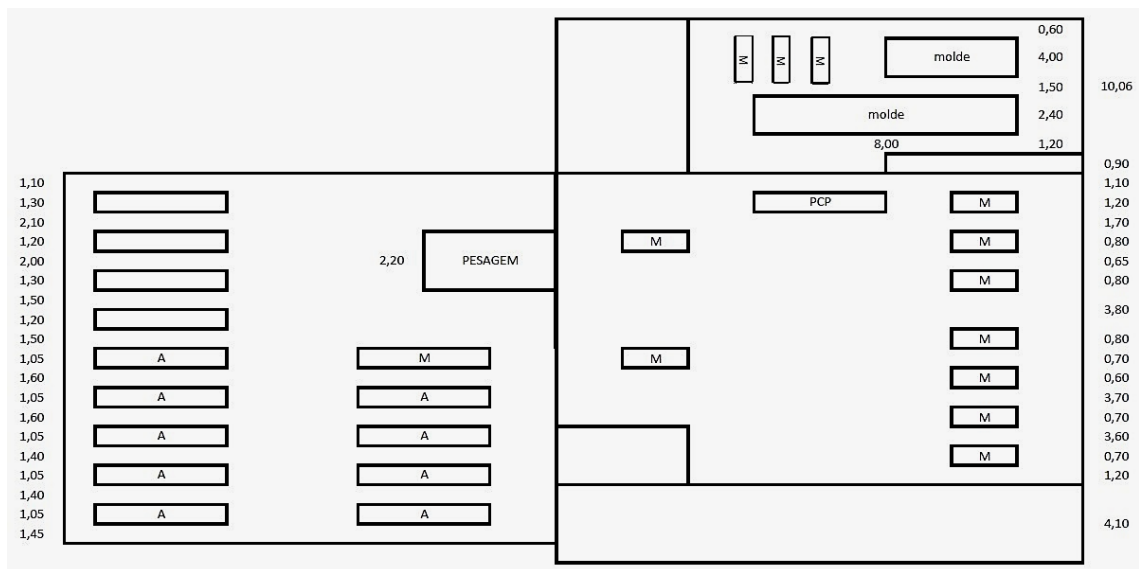 0,60
M M M molde 4,00
1,50 10,06
molde 2,40
8,00 1,20
0,90
1,10 1,10
1,30 PCP M 1,20
2,10 1,70
1,20 M M 0,80
2,00 2,20 PESAGEM 0,65
1,30 M 0,80
1,50
1,20 3,80
1,50 M 0,80
1,05 A M M 0,70
1,60 M 0,60
1,05 A A 3,70
1,60 M 0,70
1,05 A A 3,60
1,40 M 0,70
1,05 A A 1,20
1,40
1,05 A A 4,10
1,45